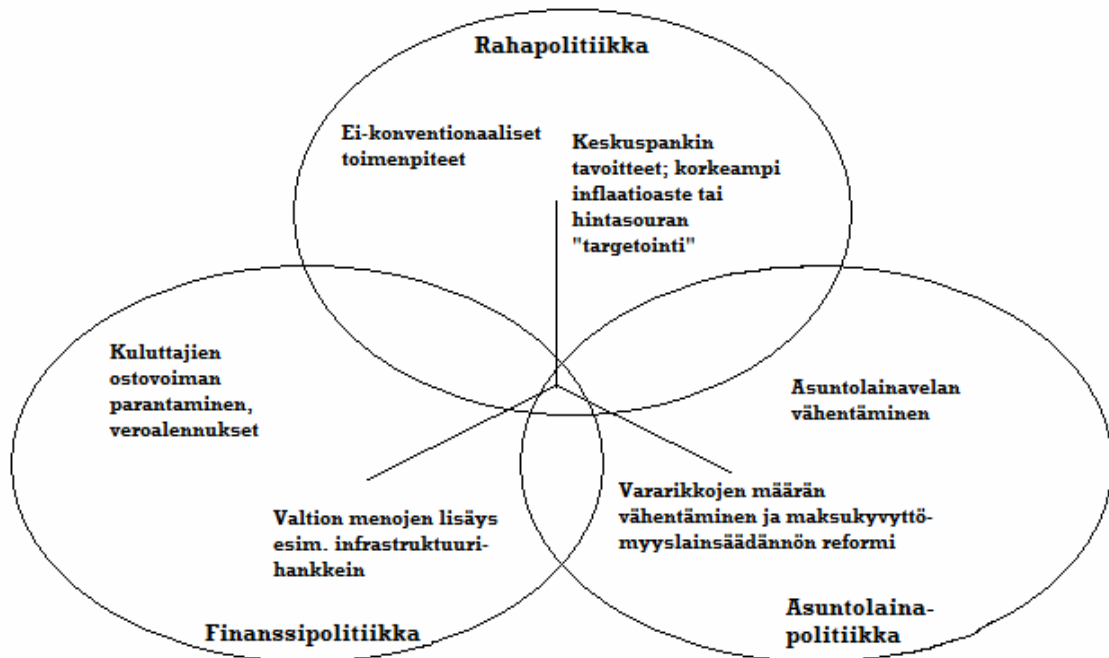 Rahapolitiikka
Ei-konventionaaliset
toimenpiteet
Keskuspankin
tavoitteet; korkeampi
inflaatioaste tai
hintasouran
"targetointi"
Kuluttajien
ostovoiman
parantaminen,
veroalennukset
Asuntolainavelan
vähentäminen
Valtion menojen lisäys
esim. infrastruktuuri-
hankkein
Vararikkojen määrän
vähentäminen ja maksukyvyttö-
myyslainsäädännön reformi
Finanssipolitiikka
Asuntolaina-
politiikka